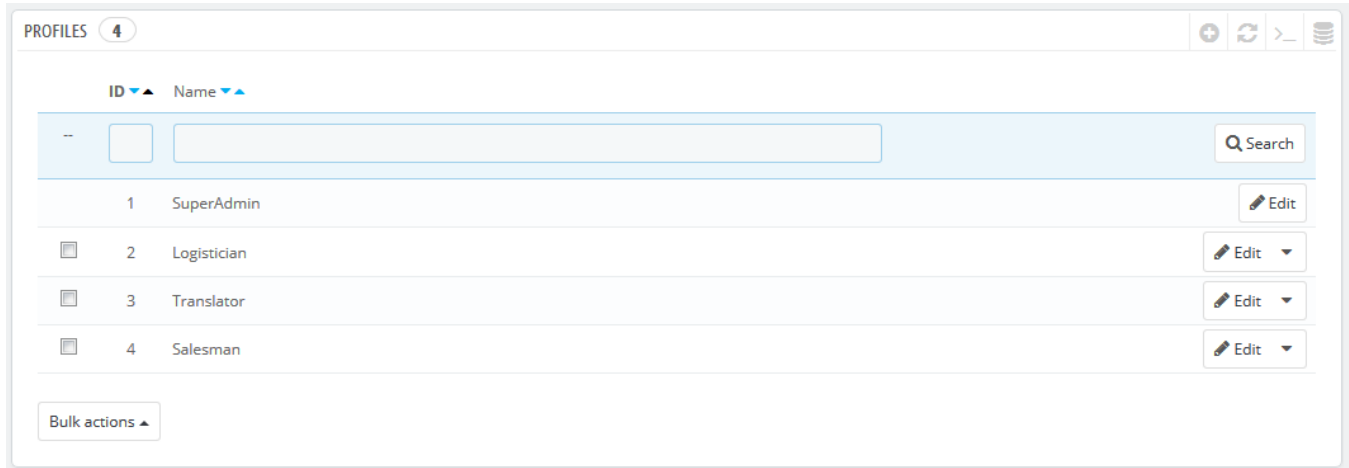 PROFILES 4
ID Name
-- Search
1 SuperAdmin Edit
2 Logistician Edit
3 Translator Edit
4 Salesman Edit
Bulk actions